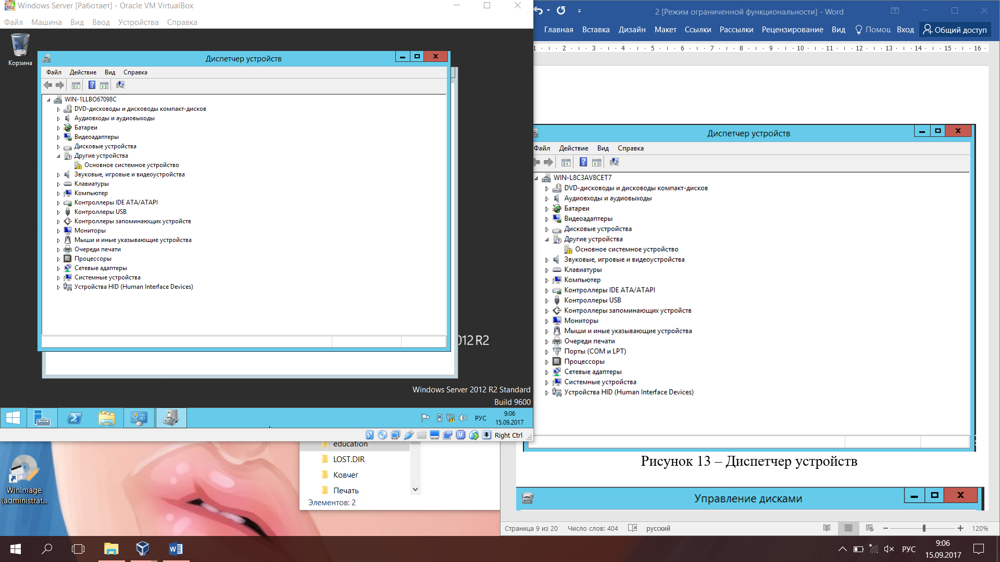 Windows Server [Работает] - Oracle VM VirtualBox
Файл Машина Вид Ввод Устройства Справка
Корзина
Диспетчер устройств
Файл Действие Вид Справка
WIN-1LLBO67098C
DVD-дисководы и дисководы компакт-дисков
Аудиовходы и аудиовыходы
Батареи
Видеоадаптеры
Дисковые устройства
Другие устройства
Основное системное устройство
Звуковые, игровые и видеоустройства
Клавиатуры
Компьютер
Контроллеры IDE ATA/ATAPI
Контроллеры USB
Контроллеры запоминающих устройств
Мониторы
Мыши и иные указывающие устройства
Очереди печати
Процессоры
Сетевые адаптеры
Системные устройства
Устройства HID (Human Interface Devices)
012 R2
Windows Server 2012 R2 Standard
Build 9600
РУС
9:06
15.09.2017
Right Ctrl
WinImage
(administrat...
education
LOST.DIR
Ковчег
Печать
Элементов: 2
2 [Режим ограниченной функциональности] - Word
Главная Вставка Дизайн Макет Ссылки Рассылки Рецензирование Вид Помощ Вход Общий доступ
1 2 3 4 5 6 7 8 9 10 11 12 13 14 15 16
Диспетчер устройств
Файл Действие Вид Справка
WIN-L8C3AV8CET7
DVD-дисководы и дисководы компакт-дисков
Аудиовходы и аудиовыходы
Батареи
Видеоадаптеры
Дисковые устройства
Другие устройства
Основное системное устройство
Звуковые, игровые и видеоустройства
Клавиатуры
Компьютер
Контроллеры IDE ATA/ATAPI
Контроллеры USB
Контроллеры запоминающих устройств
Мониторы
Мыши и иные указывающие устройства
Очереди печати
Порты (COM и LPT)
Процессоры
Сетевые адаптеры
Системные устройства
Устройства HID (Human Interface Devices)
Рисунок 13 – Диспетчер устройств
Управление дисками
Страница 9 из 20 Число слов: 404 русский 120%
РУС
9:06
15.09.2017